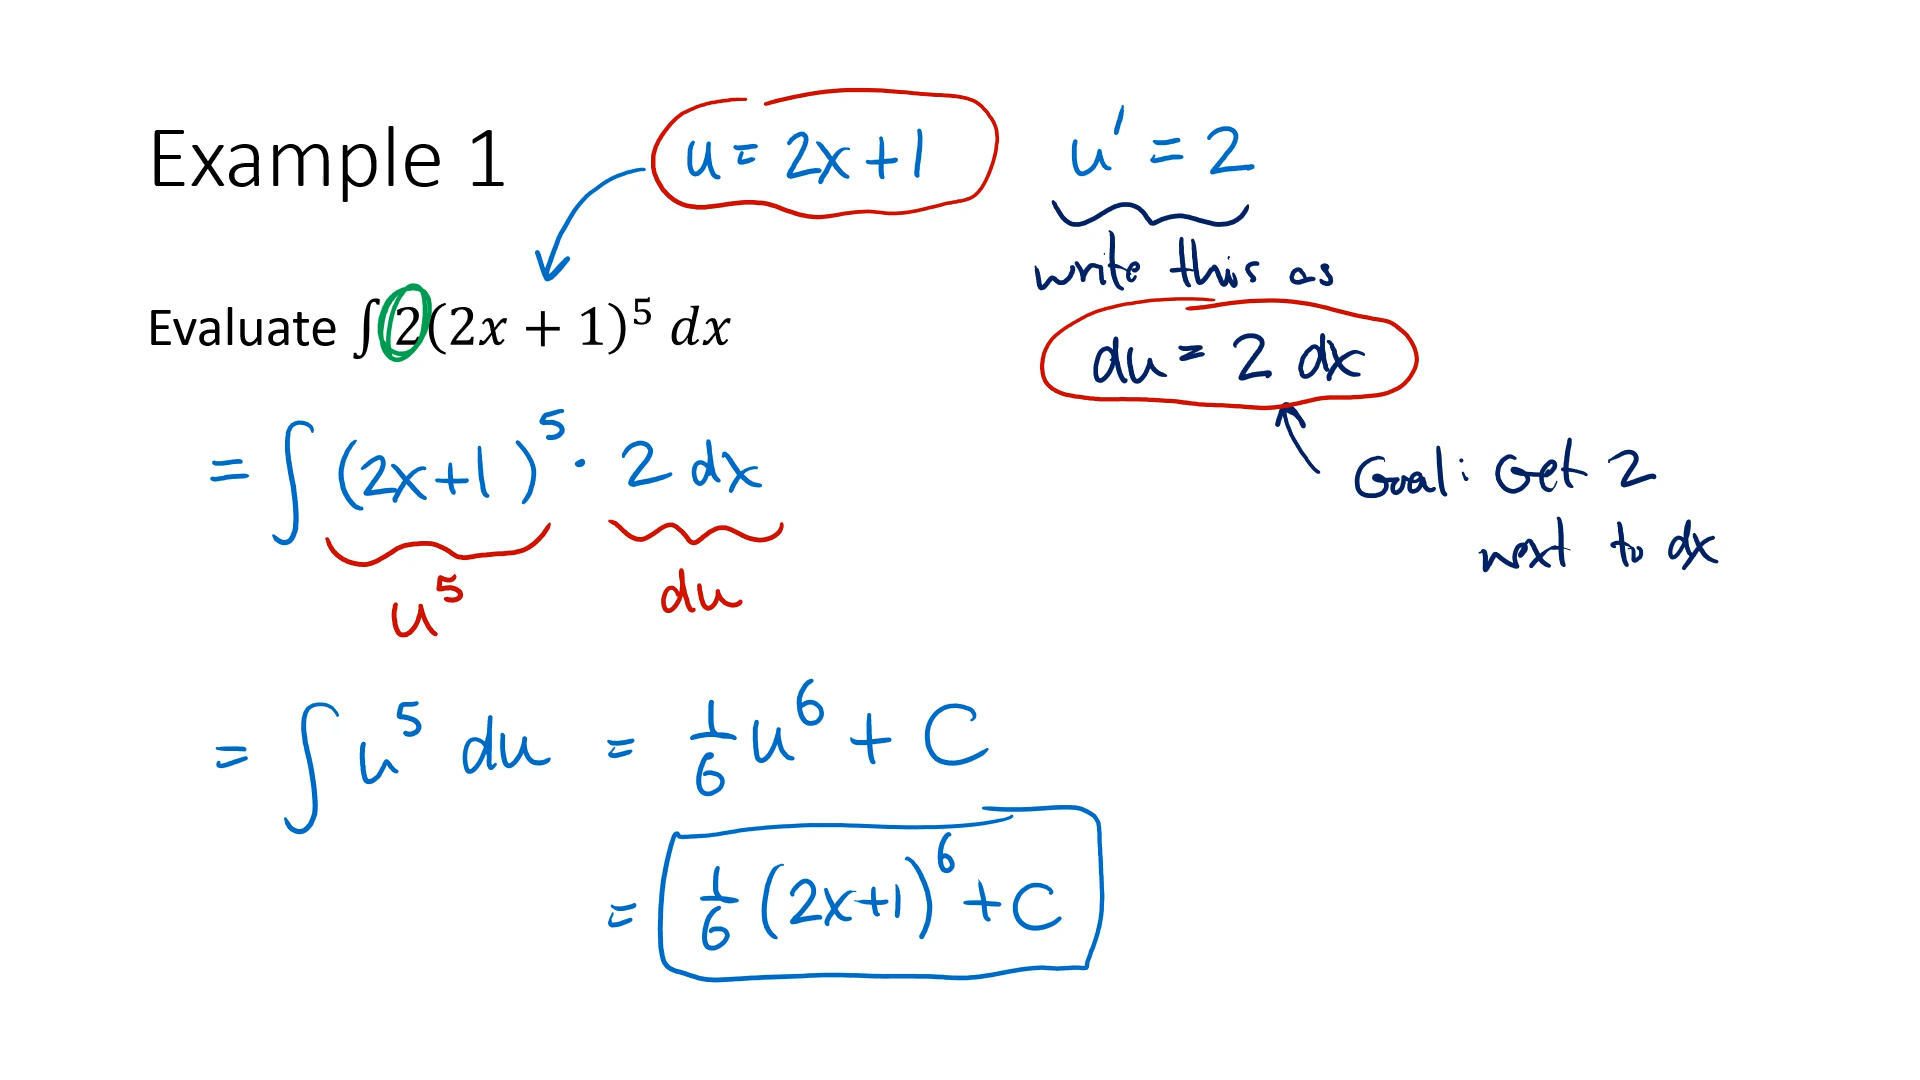 Example 1
u = 2x+1
u' = 2
write this as
du = 2 dx
Evaluate ∫ 2(2x + 1)⁵ dx
= ∫ (2x+1)⁵ · 2 dx
u⁵ du
Goal: Get 2
next to dx
= ∫ u⁵ du = 1/6 u⁶ + C
= 1/6 (2x+1)⁶ + C